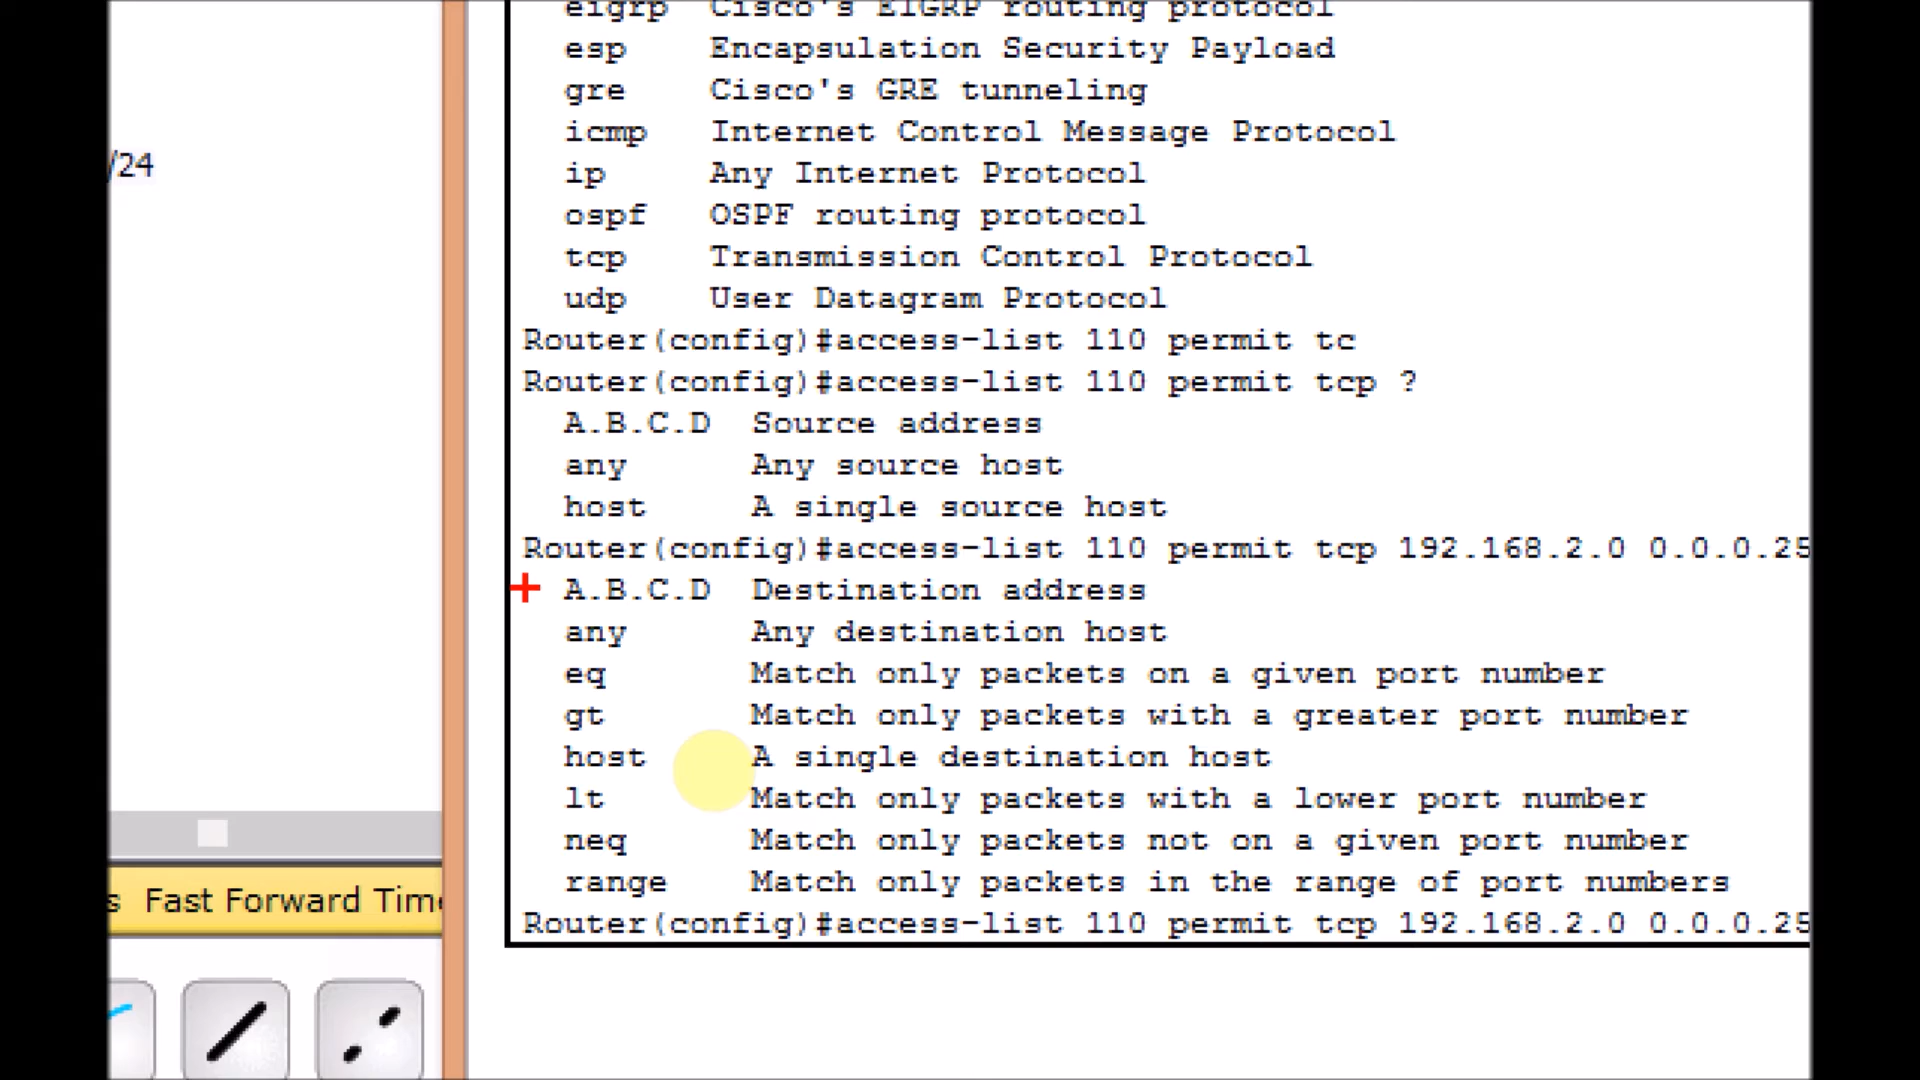 eigrp Cisco's EIGRP routing protocol
esp Encapsulation Security Payload
gre Cisco's GRE tunneling
icmp Internet Control Message Protocol
/24
ip Any Internet Protocol
ospf OSPF routing protocol
tcp Transmission Control Protocol
udp User Datagram Protocol
Router(config)#access-list 110 permit tc
Router(config)#access-list 110 permit tcp ?
A.B.C.D Source address
any Any source host
host A single source host
Router(config)#access-list 110 permit tcp 192.168.2.0 0.0.0.25
A.B.C.D Destination address
any Any destination host
eq Match only packets on a given port number
gt Match only packets with a greater port number
host A single destination host
lt Match only packets with a lower port number
neq Match only packets not on a given port number
range Match only packets in the range of port numbers
Router(config)#access-list 110 permit tcp 192.168.2.0 0.0.0.25
s Fast Forward Time